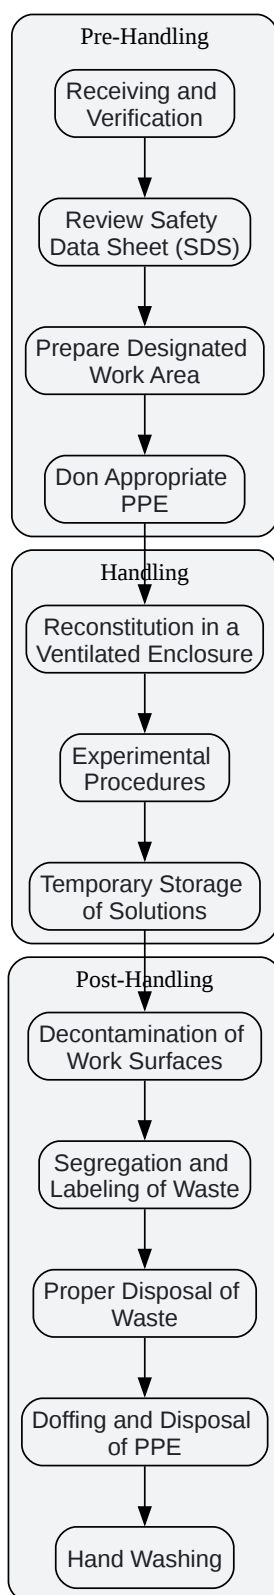 Pre-Handling
Receiving and
Verification
Review Safety
Data Sheet (SDS)
Prepare Designated
Work Area
Don Appropriate
PPE
Handling
Reconstitution in a
Ventilated Enclosure
Experimental
Procedures
Temporary Storage
of Solutions
Post-Handling
Decontamination of
Work Surfaces
Segregation and
Labeling of Waste
Proper Disposal of
Waste
Doffing and Disposal
of PPE
Hand Washing